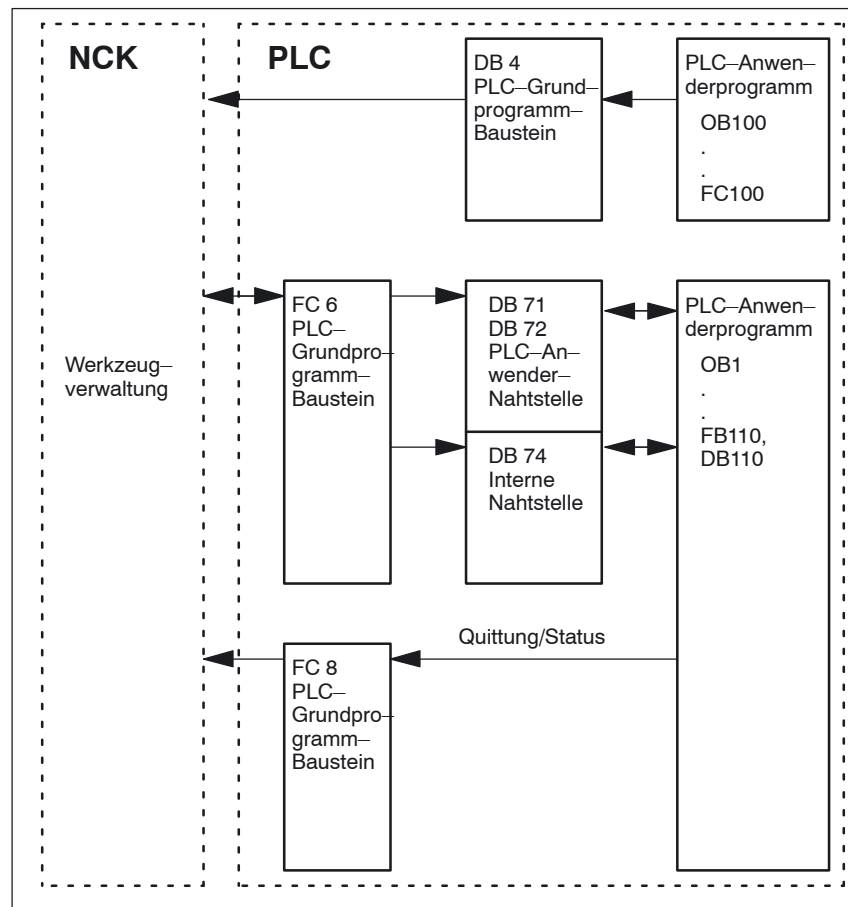 NCK
PLC
DB 4
PLC–Grund–
programm–
Baustein
PLC–Anwen–
derprogramm
OB100
.
.
FC100
Werkzeug–
verwaltung
FC 6
PLC–
Grundpro–
gramm–
Baustein
DB 71
DB 72
PLC–An–
wender–
Nahtstelle
DB 74
Interne
Nahtstelle
PLC–Anwen–
derprogramm
OB1
.
.
FB110,
DB110
Quittung/Status
FC 8
PLC–
Grundpro–
gramm–
Baustein